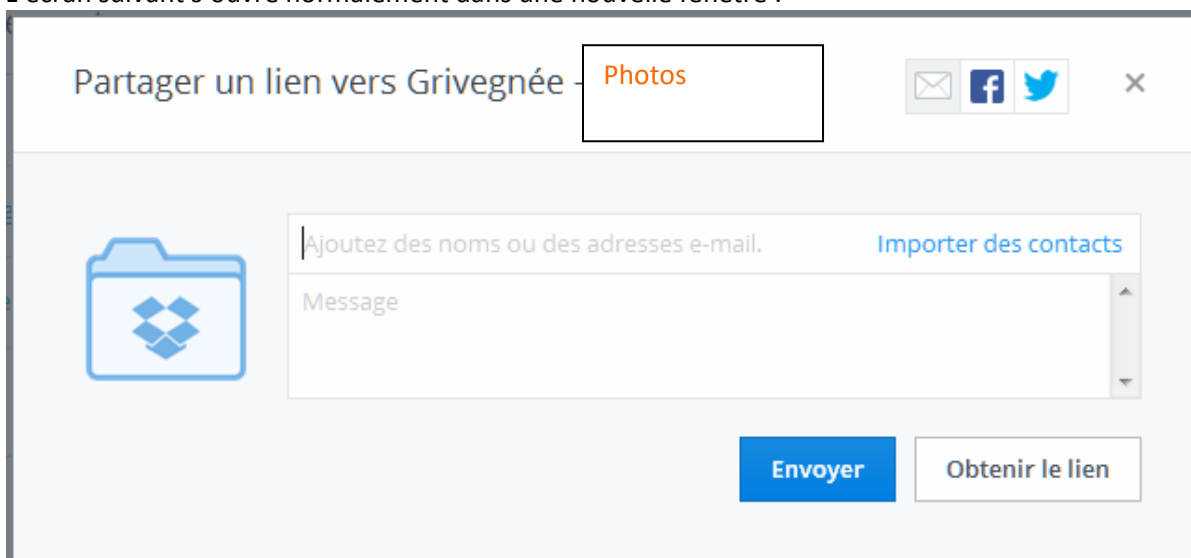 Partager un lien vers Grivegnée - Photos
Ajoutez des noms ou des adresses e-mail. Importer des contacts
Message
Envoyer Obtenir le lien